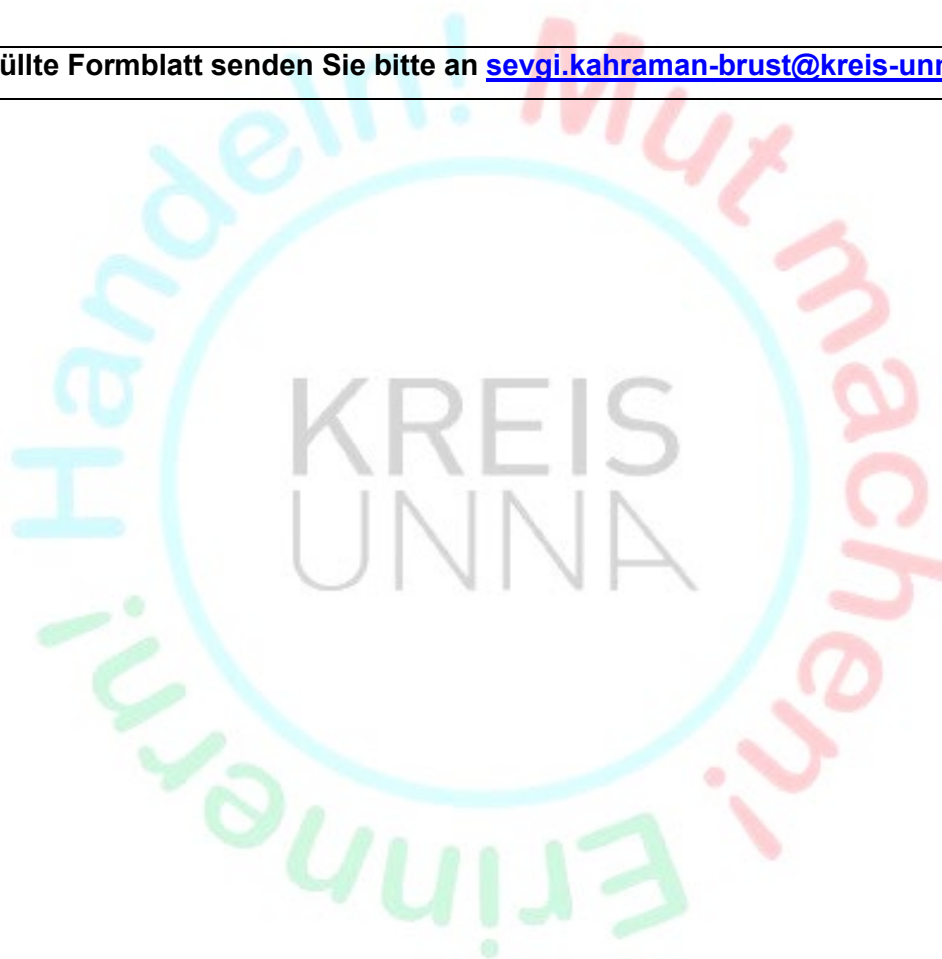 üllte Formblatt senden Sie bitte an sevgi.kahraman-brust@kreis-unn
Handeln! Mut machen! Erinnern!
KREIS
UNNA